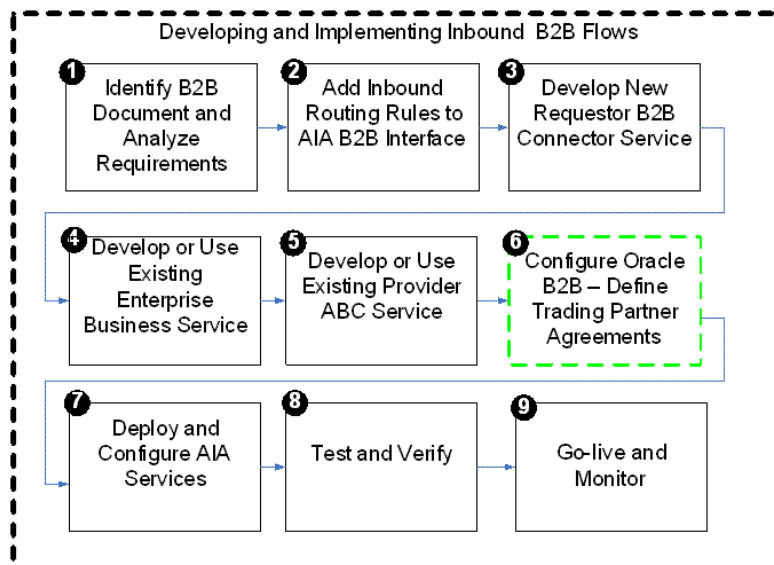 Developing and Implementing Inbound B2B Flows
1
Identify B2B
Document and
Analyze
Requirements
2
Add Inbound
Routing Rules to
AIA B2B Interface
3
Develop New
Requestor B2B
Connector Service
4
Develop or Use
Existing
Enterprise
Business Service
5
Develop or Use
Existing Provider
ABC Service
6
Configure Oracle
B2B – Define
Trading Partner
Agreements
7
Deploy and
Configure AIA
Services
8
Test and Verify
9
Go-live and
Monitor